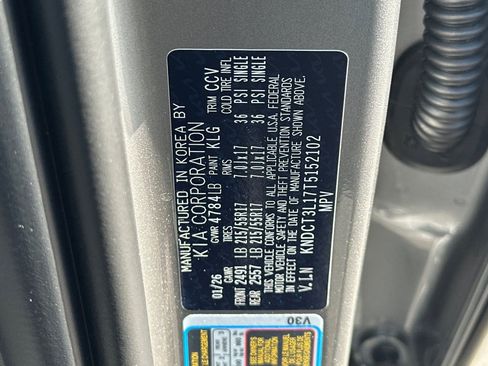 MANUFACTURED IN KOREA BY
KIA CORPORATION
GVWR 4784LB PAINT KLG TRIM CCV
01/26 GVWR RIMS COLD TIRE INFL
FRONT 2491 LB 215/55R17 7.0JX17 36 PSI SINGLE
REAR 2557 LB 215/55R17 7.0JX17 36 PSI SINGLE
THIS VEHICLE CONFORMS TO ALL APPLICABLE U.S.A. FEDERAL
MOTOR VEHICLE SAFETY AND THEFT PREVENTION STANDARDS
IN EFFECT ON THE DATE OF MANUFACTURE SHOWN ABOVE.
V.I.N KNDCT3L17T5152102
MPV
V30